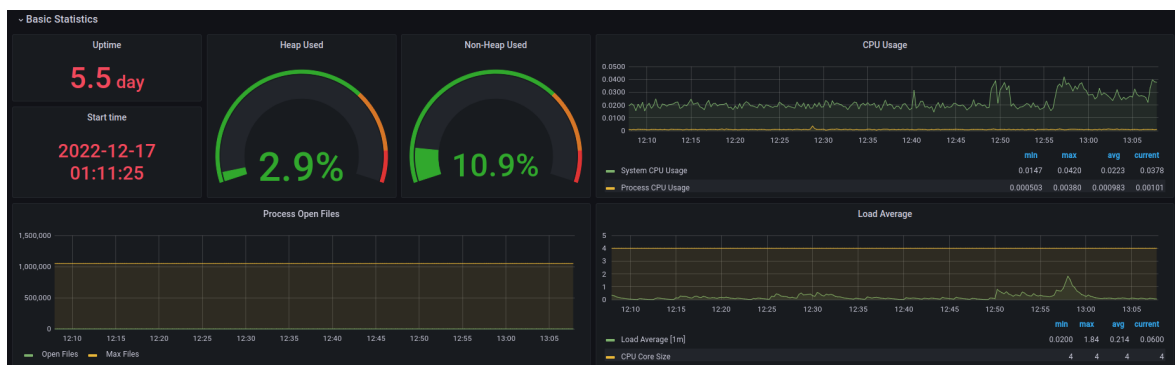 Basic Statistics
Uptime
5.5 day
Start time
2022-12-17
01:11:25
Heap Used
2.9%
Non-Heap Used
10.9%
CPU Usage
0.0500
0.0400
0.0300
0.0200
0.0100
0
12:10 12:15 12:20 12:25 12:30 12:35 12:40 12:45 12:50 12:55 13:00 13:05
min max avg current
System CPU Usage 0.0147 0.0420 0.0223 0.0378
Process CPU Usage 0.000503 0.00380 0.000983 0.00101
Process Open Files
1,500,000
1,000,000
500,000
0
12:10 12:15 12:20 12:25 12:30 12:35 12:40 12:45 12:50 12:55 13:00 13:05
Open Files Max Files
Load Average
5
4
3
2
1
0
12:10 12:15 12:20 12:25 12:30 12:35 12:40 12:45 12:50 12:55 13:00 13:05
min max avg current
Load Average [1m] 0.0200 1.84 0.214 0.0600
CPU Core Size 4 4 4 4